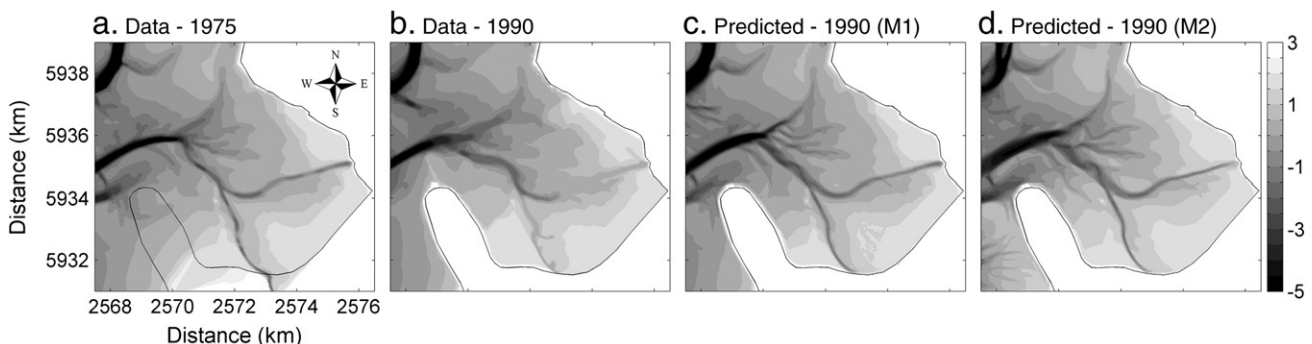 a. Data - 1975
b. Data - 1990
c. Predicted - 1990 (M1)
d. Predicted - 1990 (M2)
N
W E
S
Distance (km)
5938
5936
5934
5932
2568 2570 2572 2574 2576
Distance (km)
3
1
-1
-3
-5